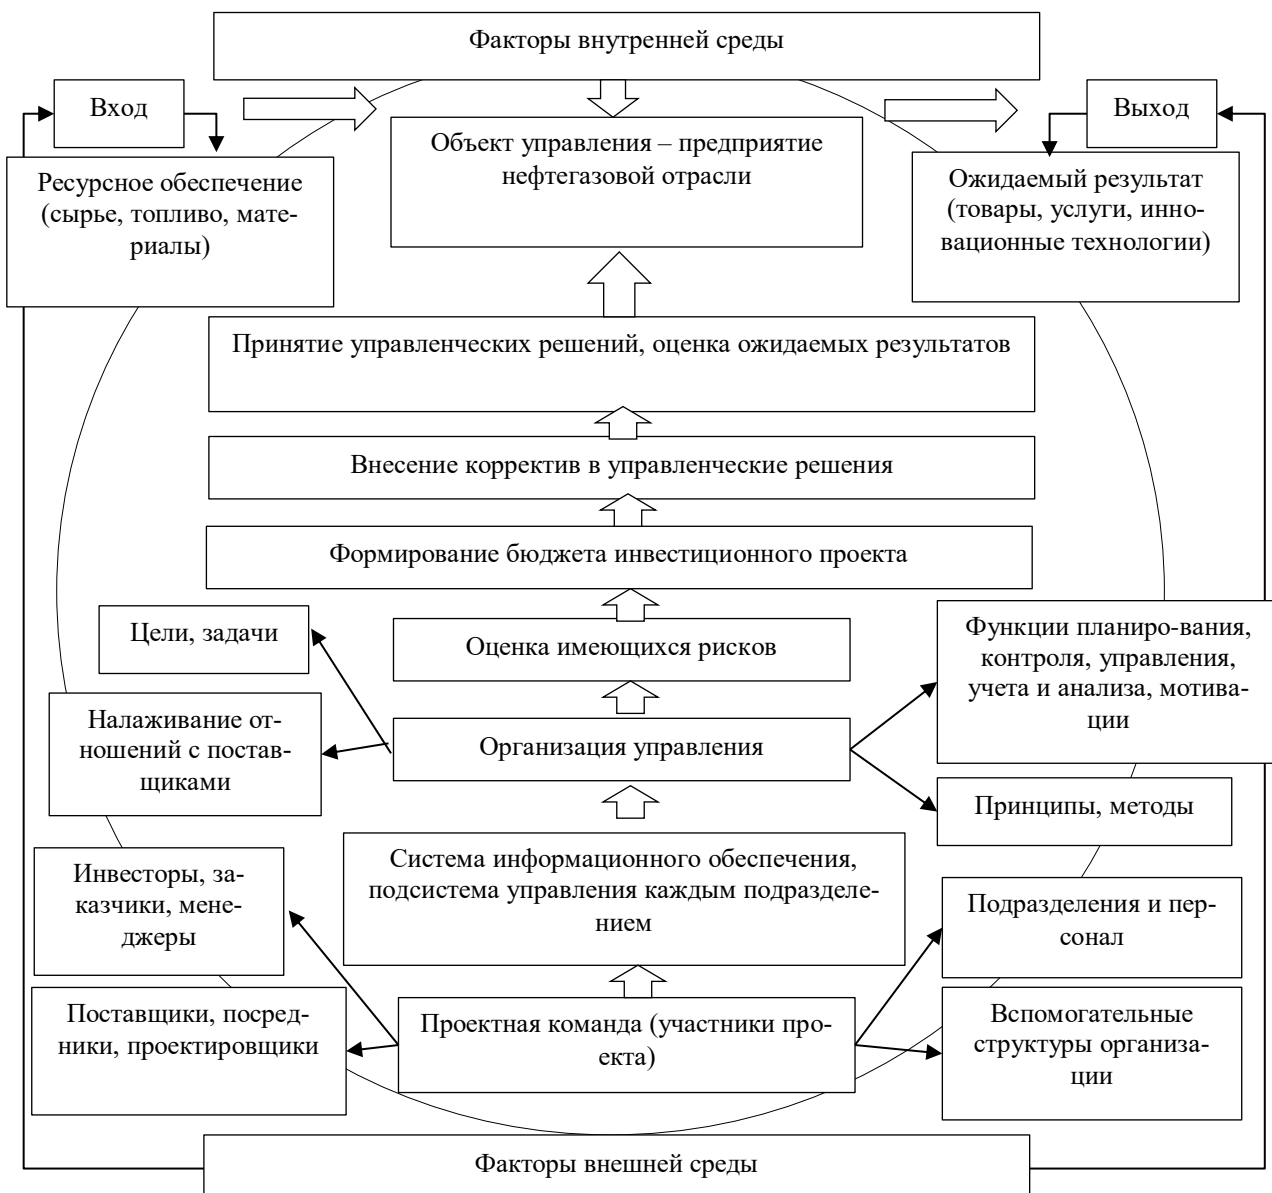 Факторы внутренней среды
Вход
Выход
Объект управления – предприятие
нефтегазовой отрасли
Ресурсное обеспечение
(сырье, топливо, мате-
риалы)
Ожидаемый результат
(товары, услуги, инно-
вационные технологии)
Принятие управленческих решений, оценка ожидаемых результатов
Внесение корректив в управленческие решения
Формирование бюджета инвестиционного проекта
Цели, задачи
Оценка имеющихся рисков
Функции планиро-вания,
контроля, управления,
учета и анализа, мотива-
ции
Налаживание от-
ношений с постав-
щиками
Организация управления
Принципы, методы
Система информационного обеспечения,
подсистема управления каждым подразделе-
нием
Инвесторы, за-
казчики, мене-
джеры
Подразделения и пер-
сонал
Поставщики, посред-
ники, проектировщики
Проектная команда (участники про-
екта)
Вспомогательные
структуры организа-
ции
Факторы внешней среды